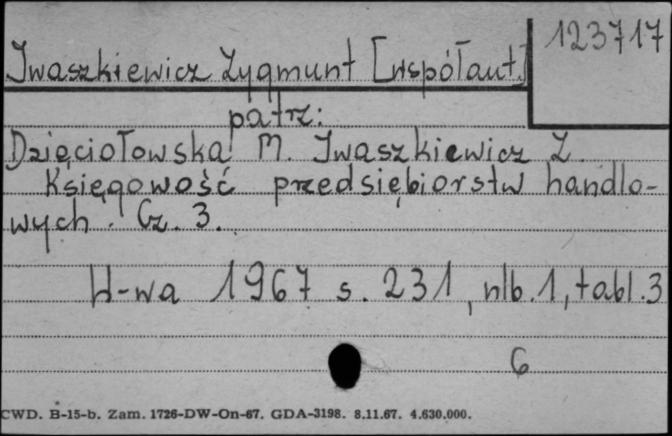 123717
Iwaszkiewicz Zygmunt [współaut.]
patrz:
Dzięciołowska M. Iwaszkiewicz Z.
Księgowość przedsiębiorstw handlo-
wych. Cz. 3.
W-wa 1967 s. 231, nlb. 1, tabl. 3
6
CWD. B-15-b. Zam. 1726-DW-On-67. GDA-3198. 8.11.67. 4.630.000.